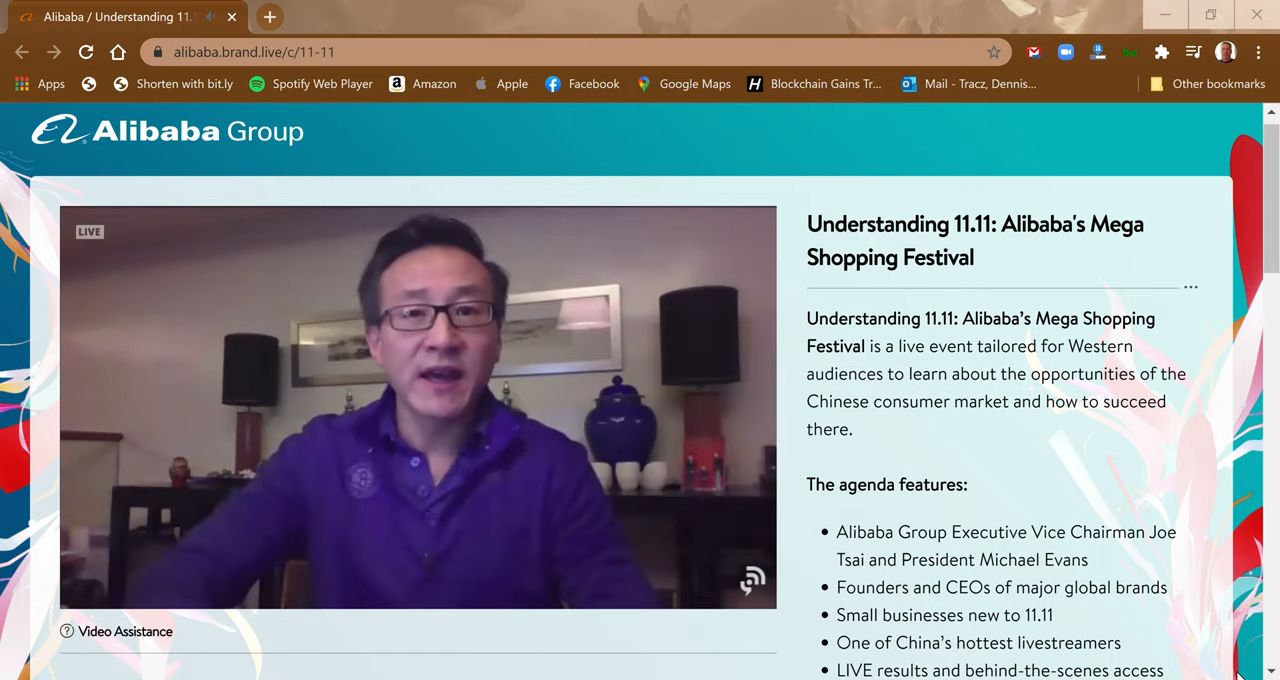 Alibaba / Understanding 11.1
alibaba.brand.live/c/11-11
Apps
Shorten with bit.ly
Spotify Web Player
Amazon
Apple
Facebook
Google Maps
Blockchain Gains Tr...
Mail - Tracz, Dennis...
Other bookmarks
Alibaba Group
LIVE
Understanding 11.11: Alibaba's Mega
Shopping Festival
Understanding 11.11: Alibaba’s Mega Shopping
Festival is a live event tailored for Western
audiences to learn about the opportunities of the
Chinese consumer market and how to succeed
there.
The agenda features:
• Alibaba Group Executive Vice Chairman Joe
Tsai and President Michael Evans
• Founders and CEOs of major global brands
• Small businesses new to 11.11
• One of China’s hottest livestreamers
• LIVE results and behind-the-scenes access
Video Assistance